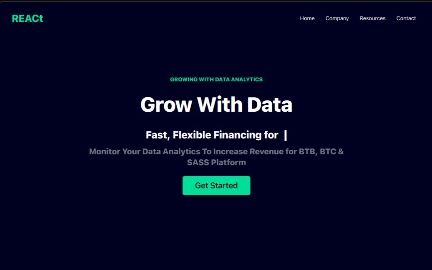 REACt
Home Company Resources Contact
GROWING WITH DATA ANALYTICS
Grow With Data
Fast, Flexible Financing for |
Monitor Your Data Analytics To Increase Revenue for BTB, BTC &
SASS Platform
Get Started